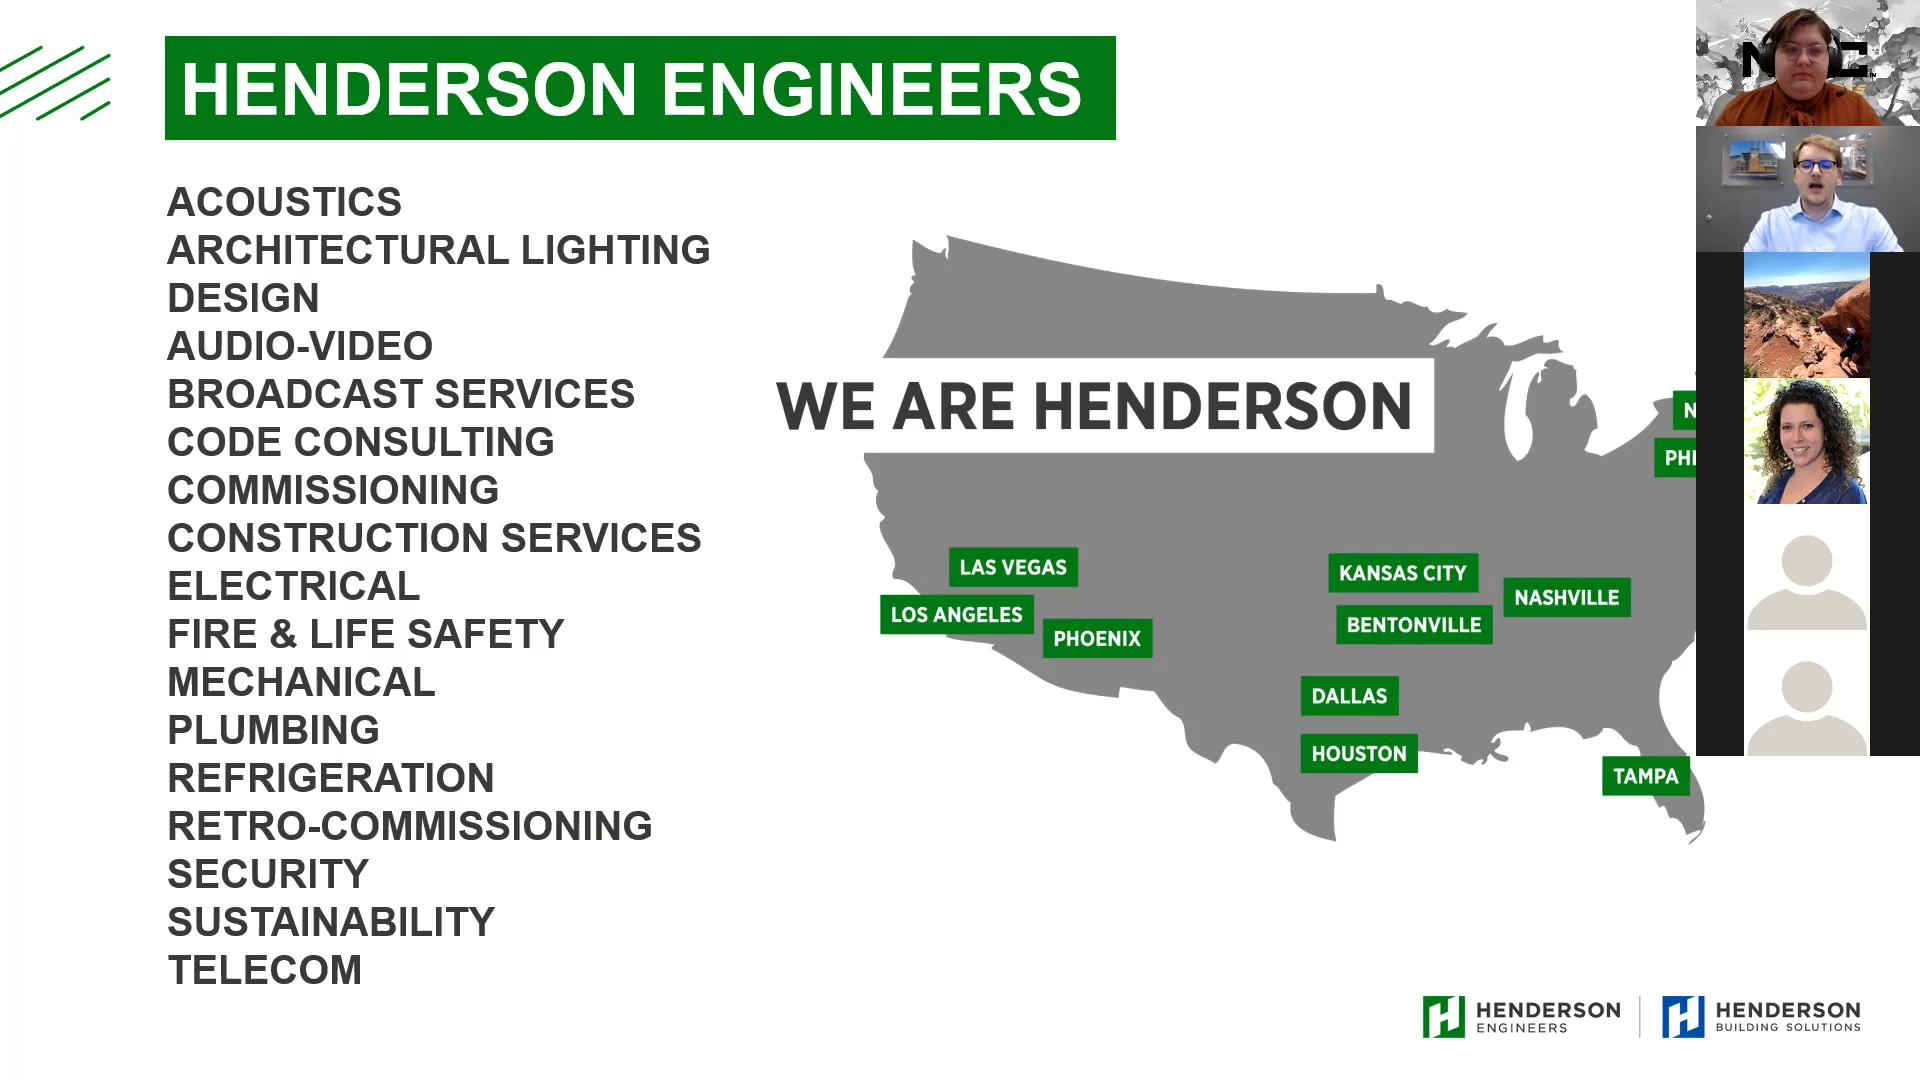 HENDERSON ENGINEERS
ACOUSTICS
ARCHITECTURAL LIGHTING
DESIGN
AUDIO-VIDEO
BROADCAST SERVICES
CODE CONSULTING
COMMISSIONING
CONSTRUCTION SERVICES
ELECTRICAL
FIRE & LIFE SAFETY
MECHANICAL
PLUMBING
REFRIGERATION
RETRO-COMMISSIONING
SECURITY
SUSTAINABILITY
TELECOM
WE ARE HENDERSON
LAS VEGAS
LOS ANGELES
PHOENIX
KANSAS CITY
NASHVILLE
BENTONVILLE
DALLAS
HOUSTON
TAMPA
HENDERSON
ENGINEERS
HENDERSON
BUILDING SOLUTIONS